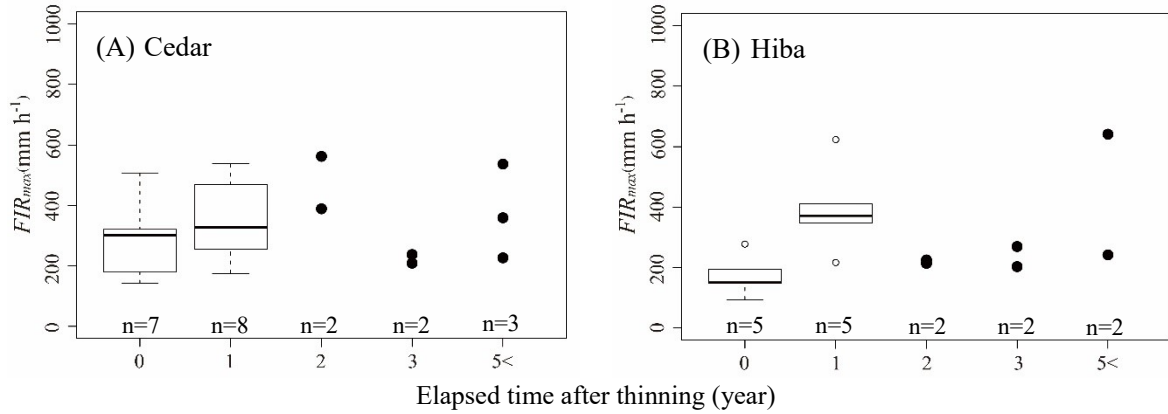 (A) Cedar
FIRmax(mm h-1)
1000
800
600
400
200
0
n=7 n=8 n=2 n=2 n=3
0 1 2 3 5<
(B) Hiba
FIRmax(mm h-1)
1000
800
600
400
200
0
n=5 n=5 n=2 n=2 n=2
0 1 2 3 5<
Elapsed time after thinning (year)